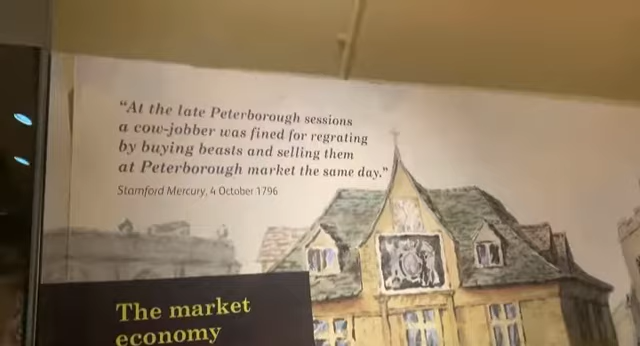 “At the late Peterborough sessions
a cow-jobber was fined for regrating
by buying beasts and selling them
at Peterborough market the same day.”
Stamford Mercury, 4 October 1796
The market
economy